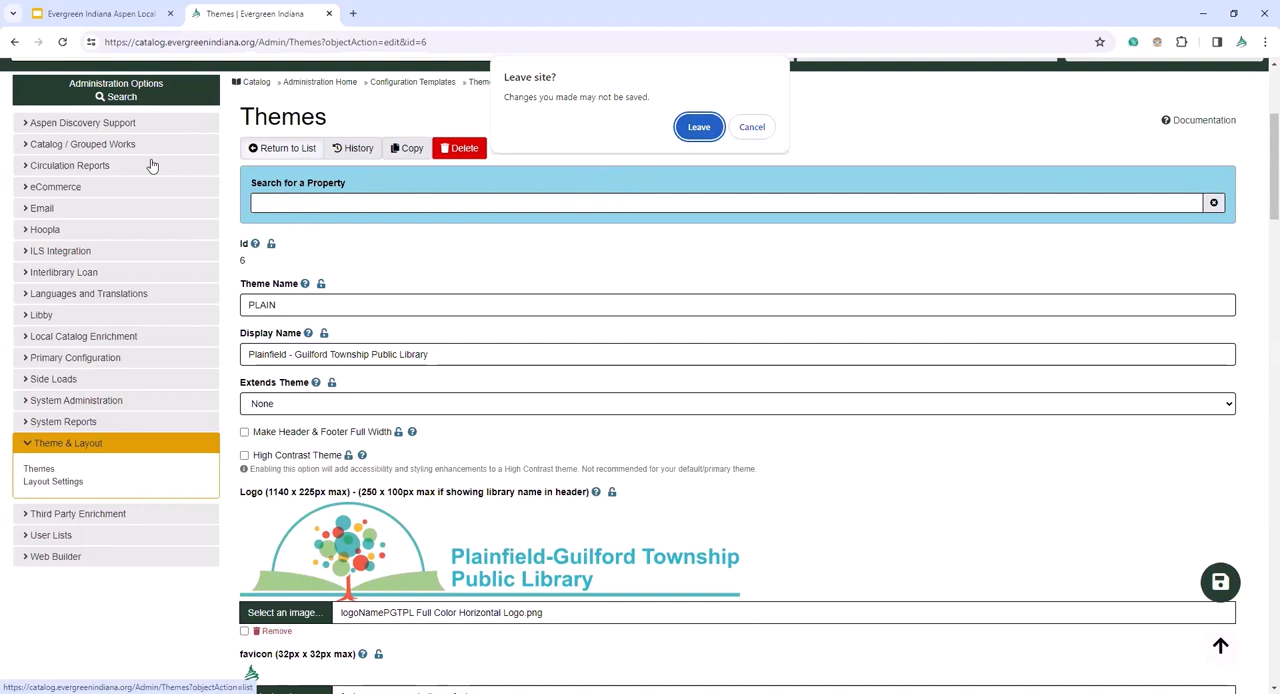 Evergreen Indiana Aspen Local
Themes | Evergreen Indiana
https://catalog.evergreenindiana.org/Admin/Themes?objectAction=edit&id=6
Leave site?
Changes you made may not be saved.
Leave
Cancel
Administration Options
Search
Aspen Discovery Support
Catalog / Grouped Works
Circulation Reports
eCommerce
Email
Hoopla
ILS Integration
Interlibrary Loan
Languages and Translations
Libby
Local Catalog Enrichment
Primary Configuration
Side Loads
System Administration
System Reports
Theme & Layout
Themes
Layout Settings
Third Party Enrichment
User Lists
Web Builder
Catalog » Administration Home » Configuration Templates »
Themes
Documentation
Return to List History Copy Delete
Search for a Property
Id
6
Theme Name
PLAIN
Display Name
Plainfield - Guilford Township Public Library
Extends Theme
None
Make Header & Footer Full Width
High Contrast Theme
Enabling this option will add accessibility and styling enhancements to a High Contrast theme. Not recommended for your default/primary theme.
Logo (1140 x 225px max) - (250 x 100px max if showing library name in header)
Plainfield-Guilford Township
Public Library
Select an image... logoNamePGTPL Full Color Horizontal Logo.png
Remove
favicon (32px x 32px max)
https://catalog.evergreenindiana.org/Admin/Themes?objectAction=list